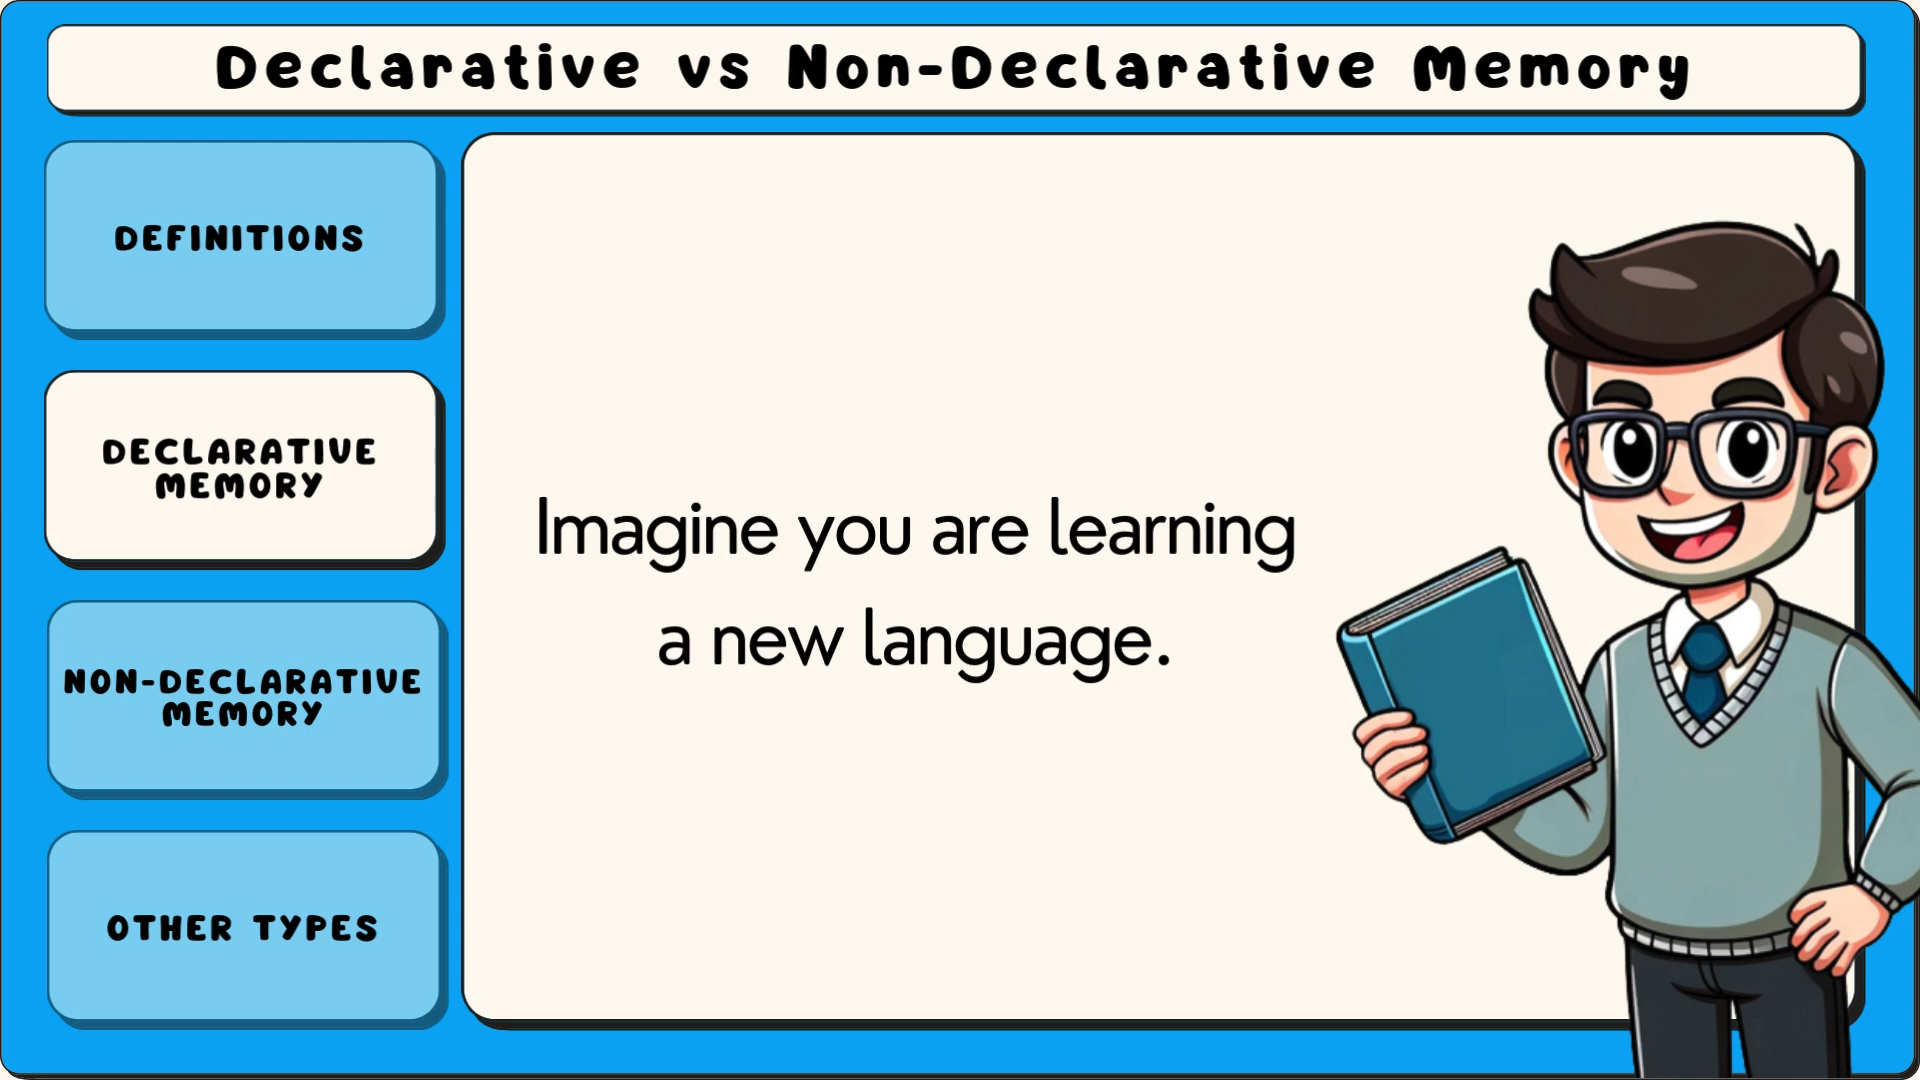 Declarative vs Non-Declarative Memory
DEFINITIONS
DECLARATIVE
MEMORY
NON-DECLARATIVE
MEMORY
OTHER TYPES
Imagine you are learning
a new language.